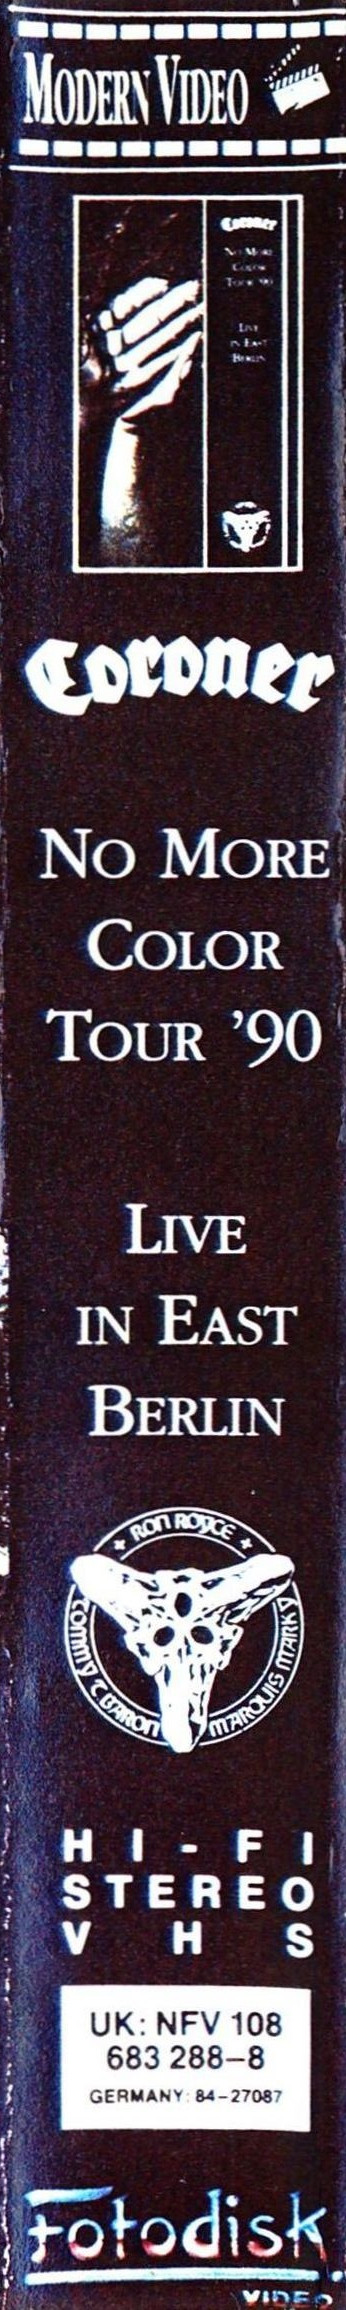 MODERN VIDEO
Coroner
No More
Color
Tour '90
Live
in East
Berlin
Coroner
No More
Color
Tour '90
Live
in East
Berlin
RON ROYCE
TOMMY T. BARON
MARQUIS MARKY
HI-FI
STEREO
VHS
UK: NFV 108
683 288-8
GERMANY: 84-27087
Fotodisk
VIDEO